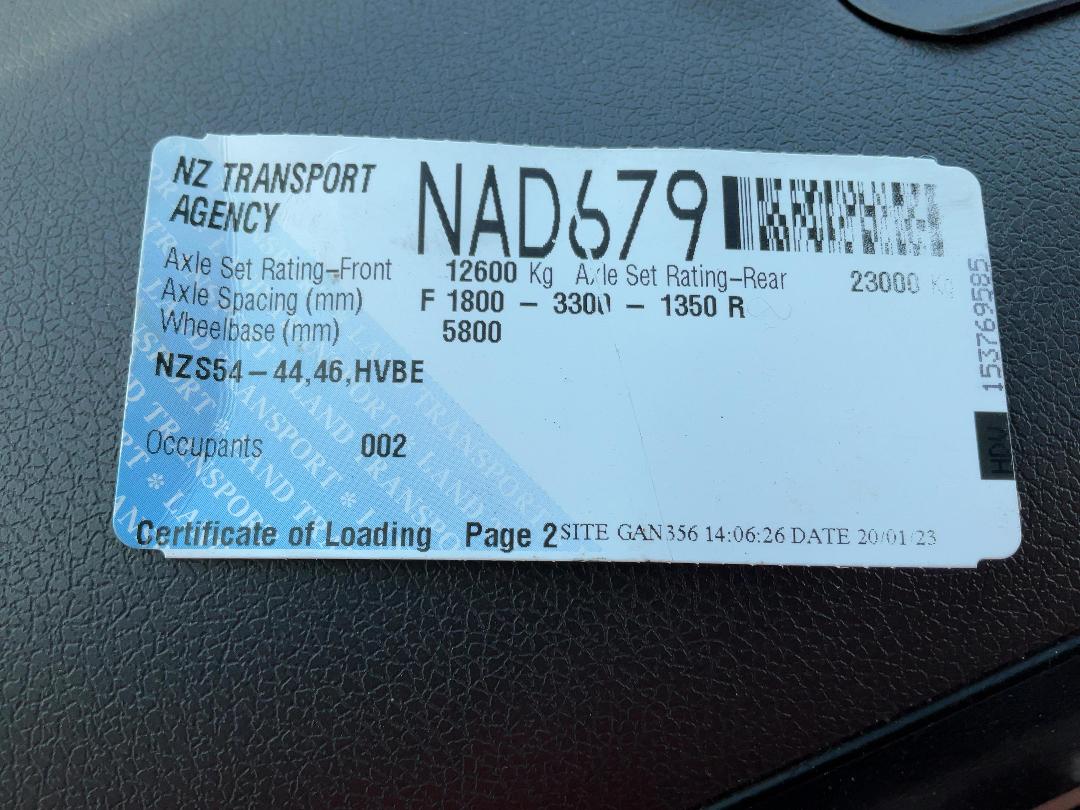 NZ TRANSPORT
AGENCY
NAD679
Axle Set Rating-Front 12600 Kg Axle Set Rating-Rear 23000 Kg
Axle Spacing (mm) F 1800 - 3300 - 1350 R
Wheelbase (mm) 5800
NZS54-44,46,HVBE
Occupants 002
Certificate of Loading Page 2 SITE GAN356 14:06:26 DATE 20/01/23
153769585
HDV